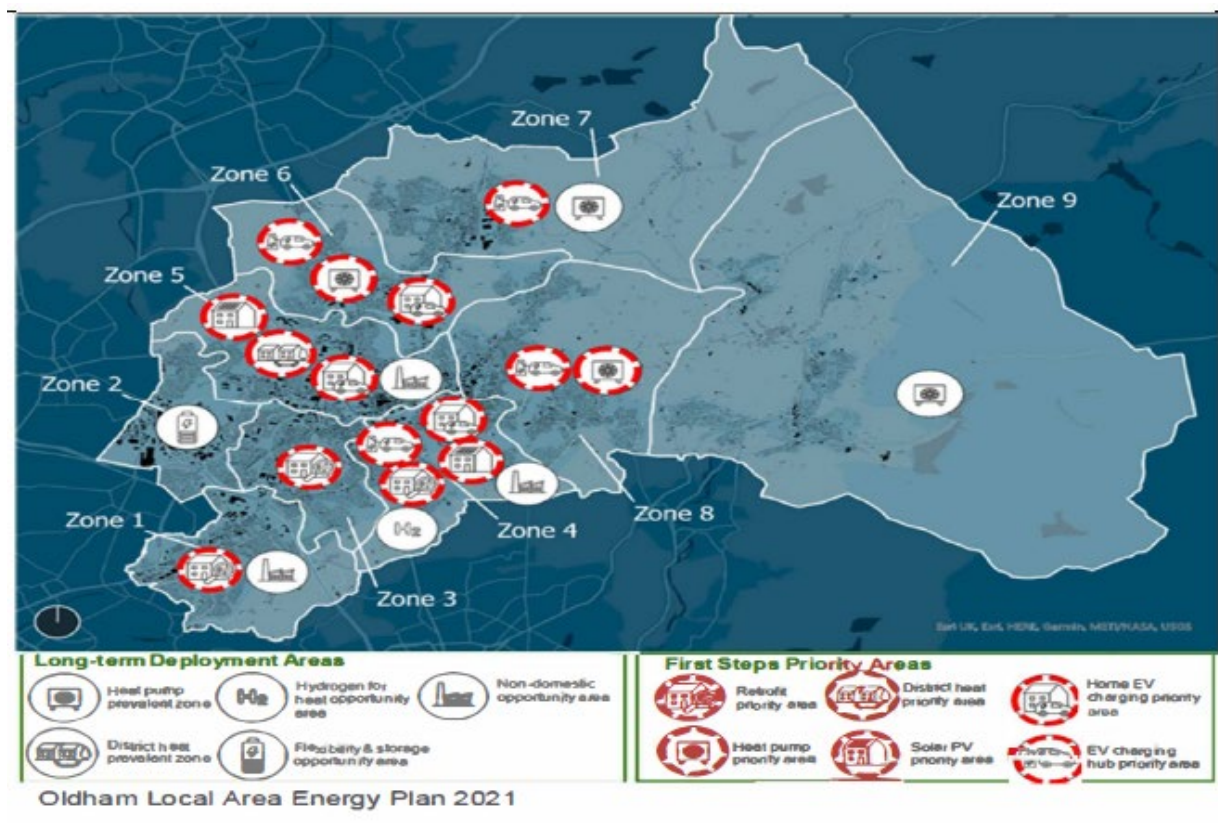 Zone 7
Zone 6
Zone 9
Zone 5
Zone 2
Zone 8
Zone 4
Zone 1
Zone 3
Esri UK, Esri, HERE, Garmin, METI/NASA, USGS
Long-term Deployment Areas
Heat pump
prevalent zone
Hydrogen for
heat opportunity
area
Non-domestic
opportunity area
District heat
prevalent zone
Flexibility & storage
opportunity area
First Steps Priority Areas
Retrofit
priority area
District heat
priority area
Home EV
charging priority
area
Heat pump
priority area
Solar PV
priority area
EV charging
hub priority area
H2
Oldham Local Area Energy Plan 2021